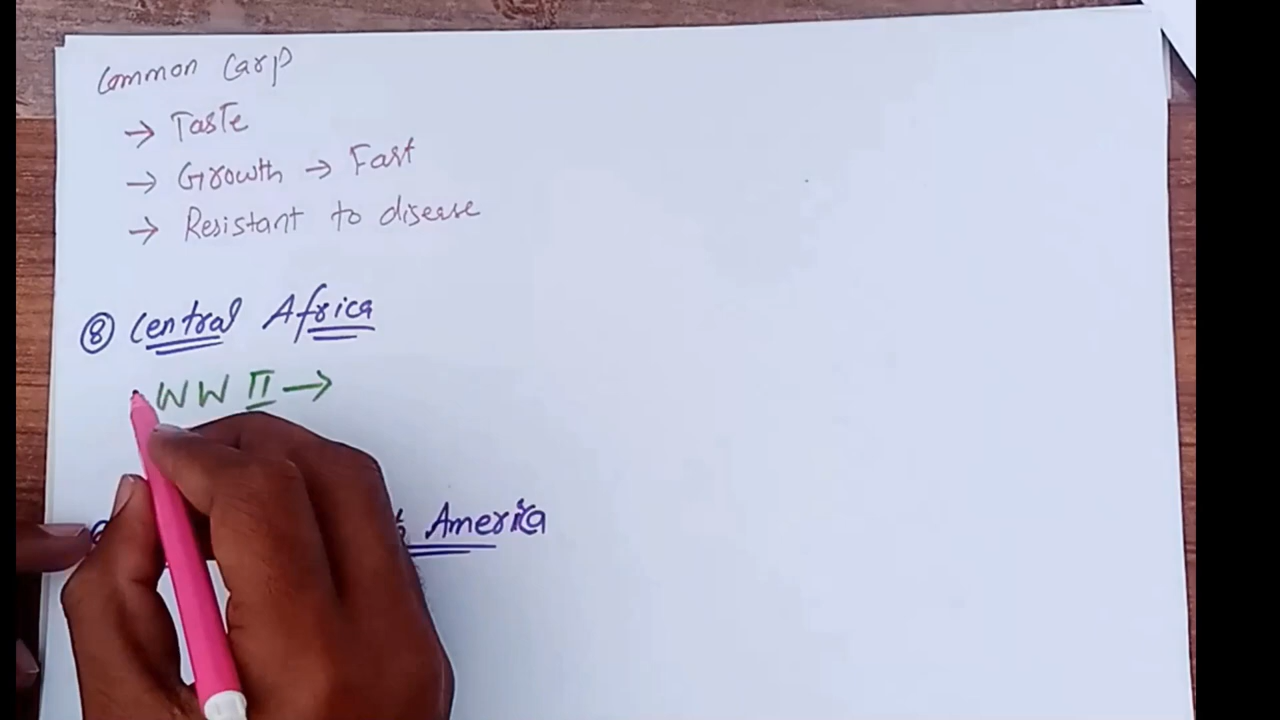 Common Carp
→ Taste
→ Growth → Fast
→ Resistant to disease
⑧ Central Africa
WW II →
America